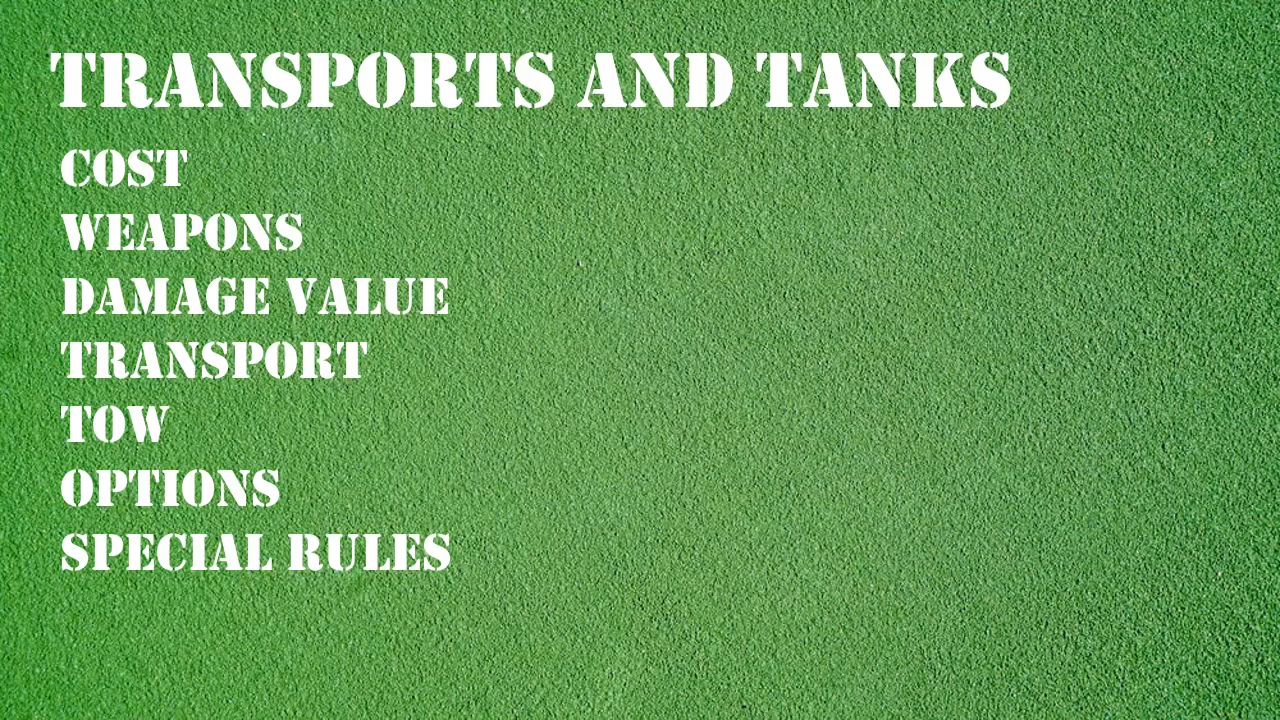 TRANSPORTS AND TANKS
COST
WEAPONS
DAMAGE VALUE
TRANSPORT
TOW
OPTIONS
SPECIAL RULES